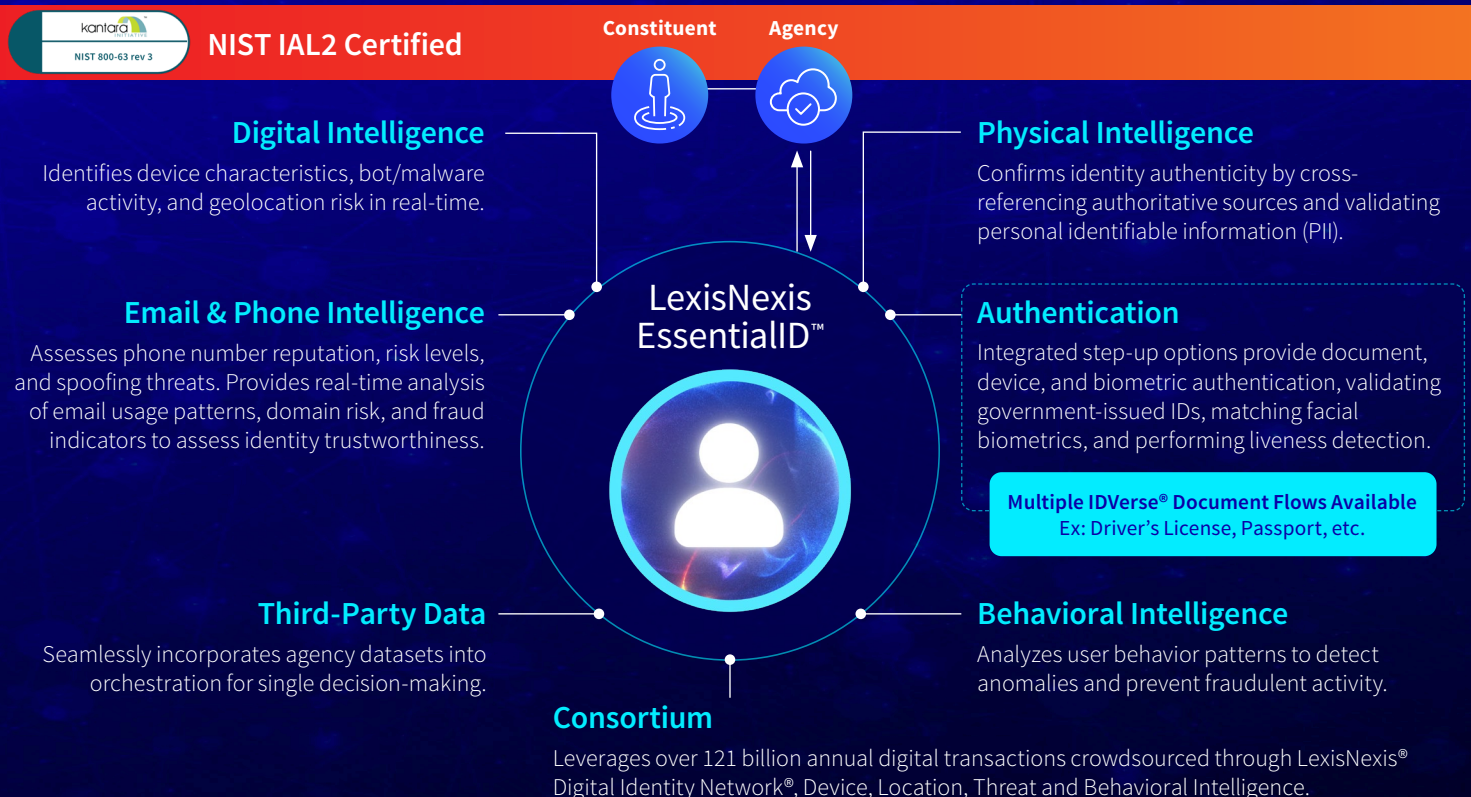 kantara
INITIATIVE
NIST 800-63 rev 3
NIST IAL2 Certified
Constituent
Agency
Digital Intelligence
Identifies device characteristics, bot/malware
activity, and geolocation risk in real-time.
Email & Phone Intelligence
Assesses phone number reputation, risk levels,
and spoofing threats. Provides real-time analysis
of email usage patterns, domain risk, and fraud
indicators to assess identity trustworthiness.
Third-Party Data
Seamlessly incorporates agency datasets into
orchestration for single decision-making.
LexisNexis
EssentialID™
Physical Intelligence
Confirms identity authenticity by cross-
referencing authoritative sources and validating
personal identifiable information (PII).
Authentication
Integrated step-up options provide document,
device, and biometric authentication, validating
government-issued IDs, matching facial
biometrics, and performing liveness detection.
Multiple IDVerse® Document Flows Available
Ex: Driver’s License, Passport, etc.
Behavioral Intelligence
Analyzes user behavior patterns to detect
anomalies and prevent fraudulent activity.
Consortium
Leverages over 121 billion annual digital transactions crowdsourced through LexisNexis®
Digital Identity Network®, Device, Location, Threat and Behavioral Intelligence.